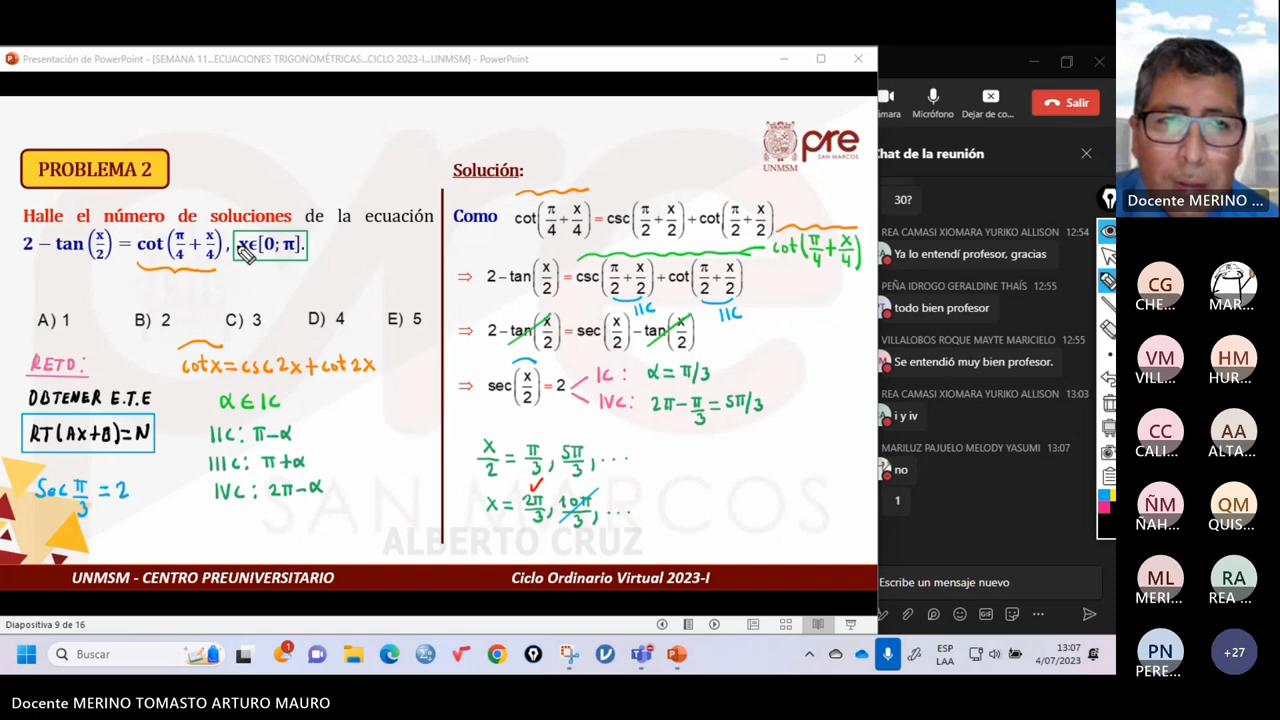 Presentación de PowerPoint - [SEMANA 11...ECUACIONES TRIGONOMÉTRICAS...CICLO 2023-I...UNMSM] - PowerPoint
PROBLEMA 2
Halle el número de soluciones de la ecuación
2 − tan(x/2) = cot(π/4 + x/4), xϵ[0; π].
A) 1 B) 2 C) 3 D) 4 E) 5
RETO:
OBTENER E.T.E
RT(AX+B)=N
Sec π/3 = 2
cotx = csc2x + cot2x
α ∈ IC
IIC: π-α
IIIC: π+α
IVC: 2π-α
UNMSM
pre
SAN MARCOS
Solución:
Como cot(π/4 + x/4) = csc(π/2 + x/2) + cot(π/2 + x/2)
cot(π/4 + x/4)
⇒ 2 − tan(x/2) = csc(π/2 + x/2) + cot(π/2 + x/2)
IIC IIC
⇒ 2 − tan(x/2) = sec(x/2) − tan(x/2)
⇒ sec(x/2) = 2
IC: α = π/3
IVC: 2π - π/3 = 5π/3
x/2 = π/3, 5π/3, ...
x = 2π/3, 10π/3, ...
SAN MARCOS
ALBERTO CRUZ
UNMSM - CENTRO PREUNIVERSITARIO Ciclo Ordinario Virtual 2023-I
Diapositiva 9 de 16
Buscar
1
ESP
LAA
13:07
4/07/2023
Micrófono
Dejar de co...
Salir
Chat de la reunión
30?
REA CAMASI XIOMARA YURIKO ALLISON 12:54
Ya lo entendí profesor, gracias
PEÑA IDROGO GERALDINE THAÍS 12:55
todo bien profesor
VILLALOBOS ROQUE MAYTE MARICIELO 12:55
Se entendió muy bien profesor.
REA CAMASI XIOMARA YURIKO ALLISON 13:03
i y iv
MARILUZ PAJUELO MELODY YASUMI 13:07
no
1
Escribe un mensaje nuevo
GIF
Docente MERINO ...
CG
CHE...
MAR...
VM
VILL...
HM
HUR...
CC
CALI...
AA
ALTA...
ÑM
ÑAH...
QM
QUIS...
ML
MERI...
RA
REA ...
PN
PERE...
+27
Docente MERINO TOMASTO ARTURO MAURO